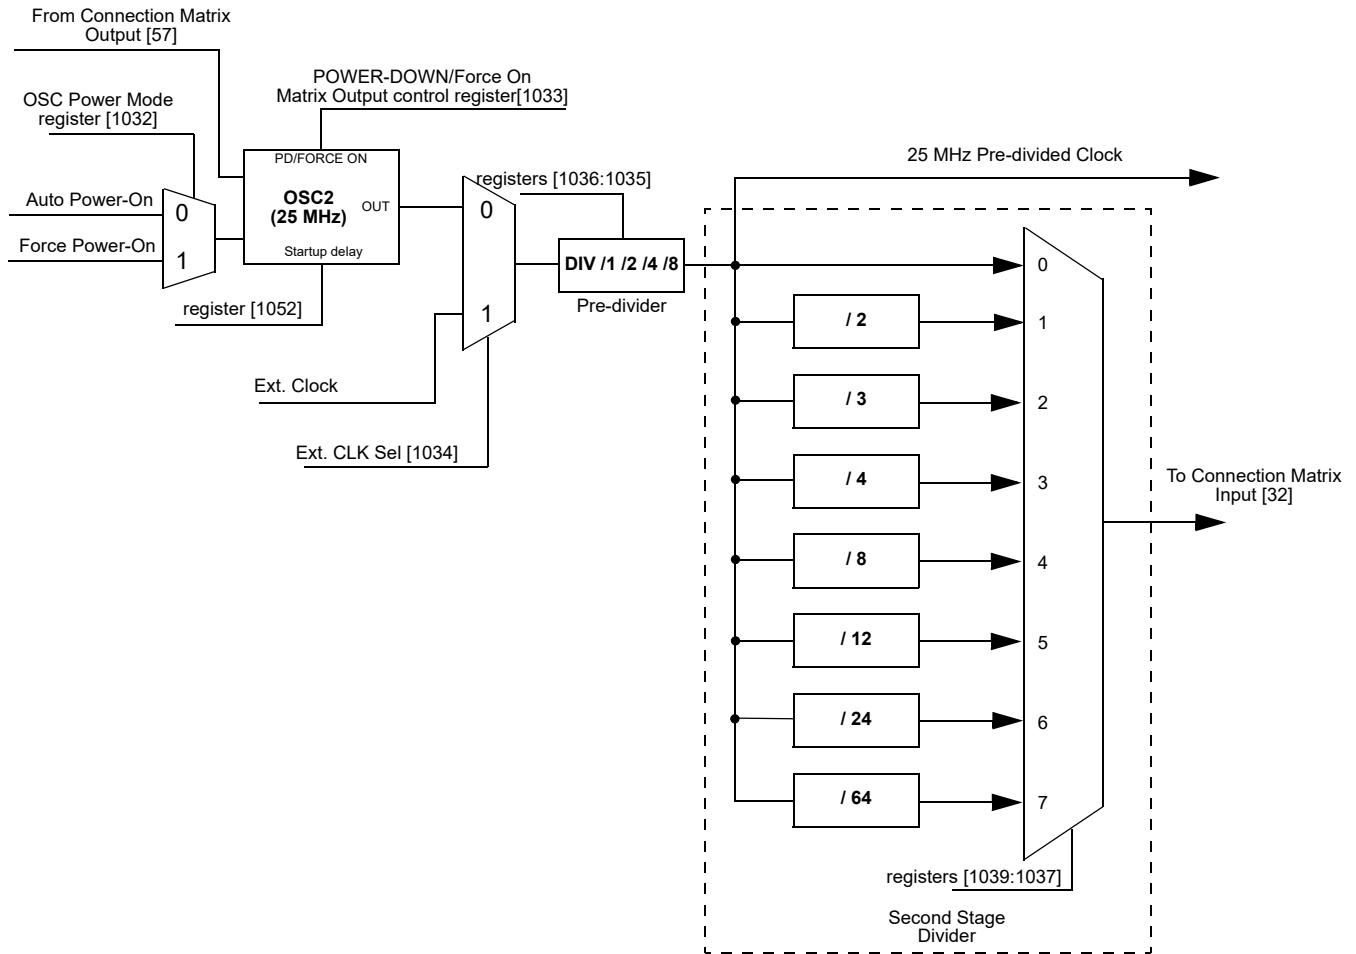 From Connection Matrix
Output [57]
POWER-DOWN/Force On
Matrix Output control register[1033]
OSC Power Mode
register [1032]
PD/FORCE ON
25 MHz Pre-divided Clock
registers [1036:1035]
Auto Power-On
0
OSC2
(25 MHz)
OUT
0
Force Power-On
1
Startup delay
DIV /1 /2 /4 /8
0
Pre-divider
register [1052]
1
/ 2
1
Ext. Clock
/ 3
2
Ext. CLK Sel [1034]
/ 4
3
To Connection Matrix
Input [32]
/ 8
4
/ 12
5
/ 24
6
/ 64
7
registers [1039:1037]
Second Stage
Divider